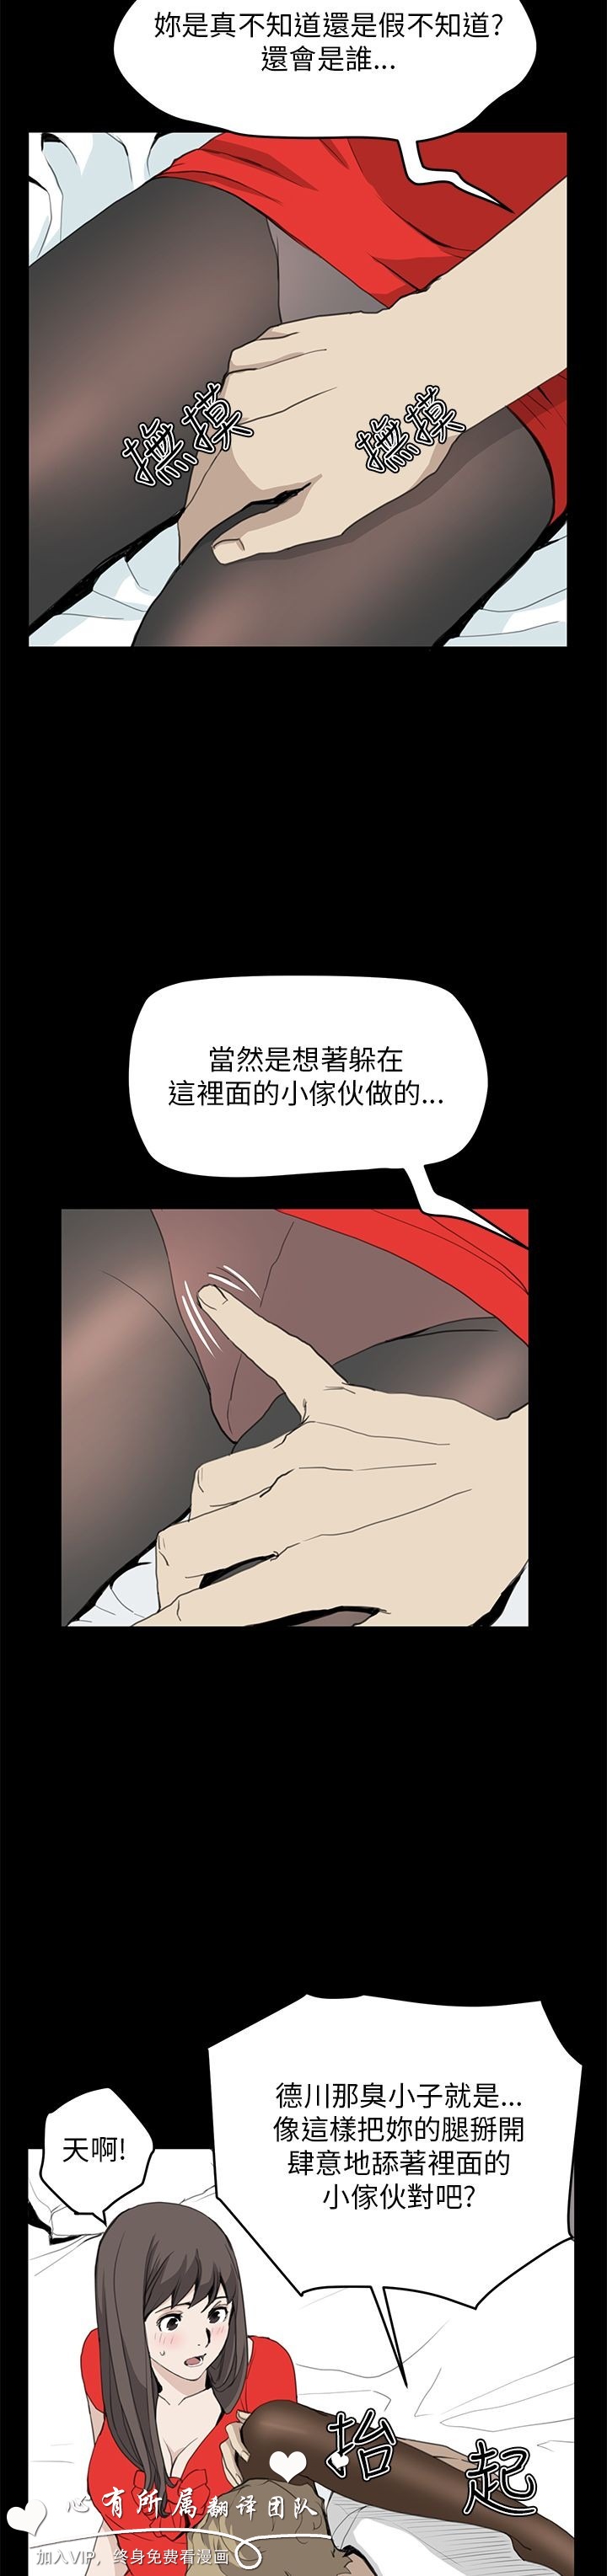 妳是真不知道還是假不知道?
還會是誰...
撫摸
撫摸
當然是想著躲在
這裡面的小傢伙做的...
德川那臭小子就是...
像這樣把妳的腿掰開
肆意地舔著裡面的
小傢伙對吧?
天啊!
抬起
心有所属翻译团队
加入VIP，终身免费看漫画